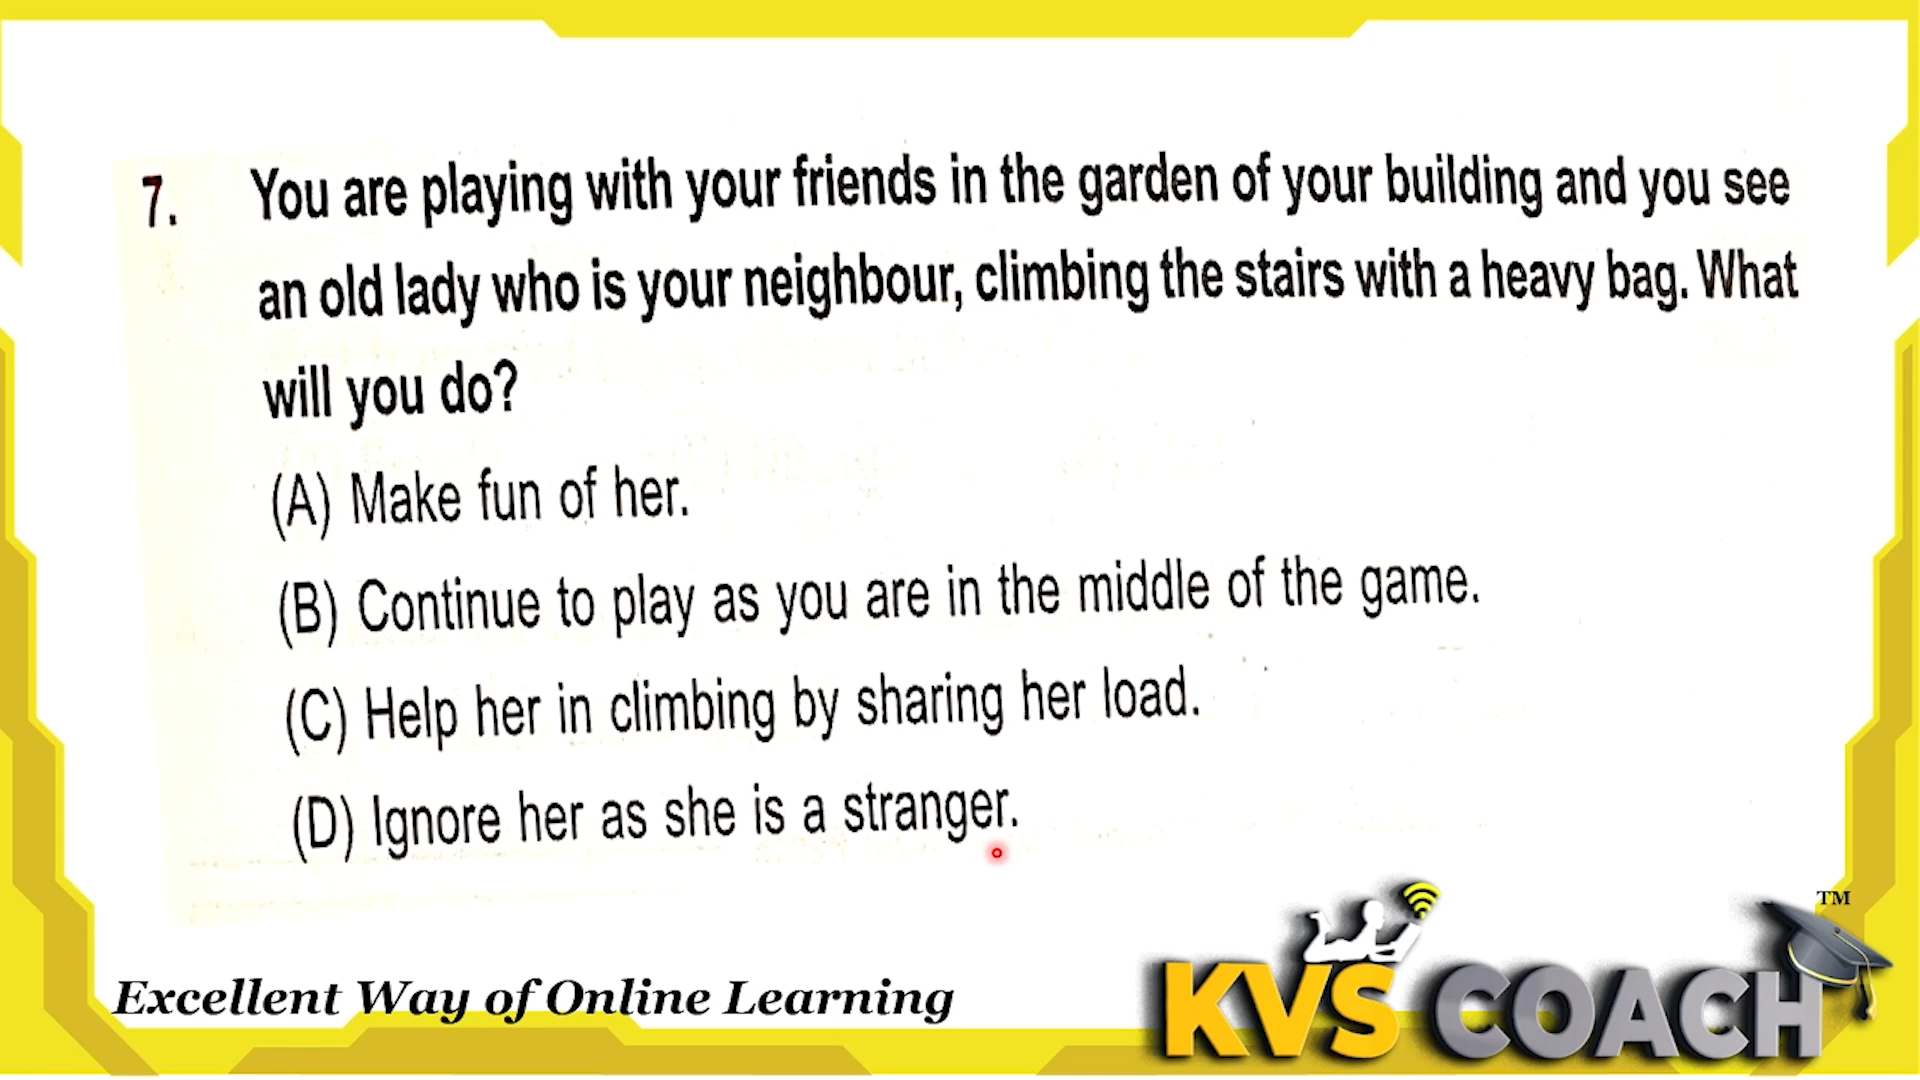 7. You are playing with your friends in the garden of your building and you see
an old lady who is your neighbour, climbing the stairs with a heavy bag. What
will you do?
(A) Make fun of her.
(B) Continue to play as you are in the middle of the game.
(C) Help her in climbing by sharing her load.
(D) Ignore her as she is a stranger.
Excellent Way of Online Learning
KVS COACH TM